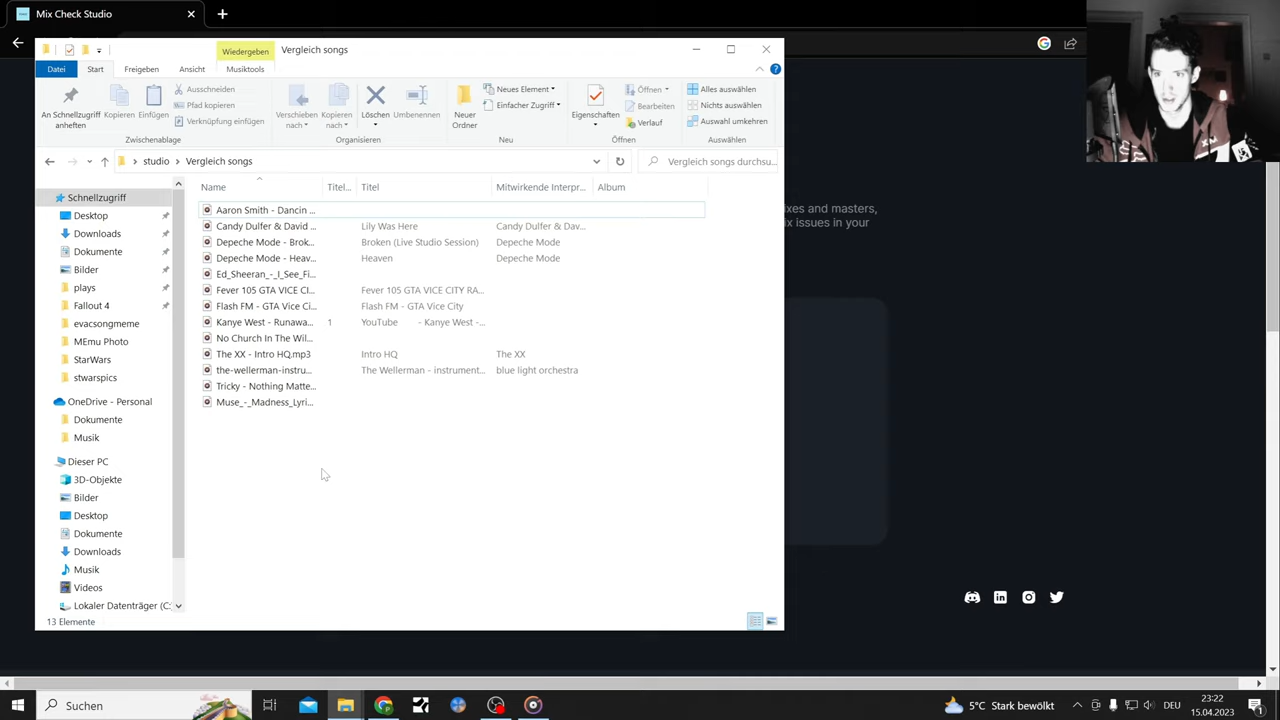 Mix Check Studio
Wiedergeben
Vergleich songs
Datei
Start
Freigeben
Ansicht
Musiktools
An Schnellzugriff anheften
Kopieren
Einfügen
Ausschneiden
Pfad kopieren
Verknüpfung einfügen
Zwischenablage
Verschieben nach
Kopieren nach
Löschen
Umbenennen
Organisieren
Neuer Ordner
Neues Element
Einfacher Zugriff
Neu
Eigenschaften
Öffnen
Bearbeiten
Verlauf
Öffnen
Alles auswählen
Nichts auswählen
Auswahl umkehren
Auswählen
studio > Vergleich songs
Vergleich songs durchsu...
Name Titel... Titel Mitwirkende Interpr... Album
Aaron Smith - Dancin ...
Candy Dulfer & David ... Lily Was Here Candy Dulfer & Dav...
Depeche Mode - Brok... Broken (Live Studio Session) Depeche Mode
Depeche Mode - Heav... Heaven Depeche Mode
Ed_Sheeran_-_I_See_Fi...
Fever 105 GTA VICE CI... Fever 105 GTA VICE CITY RA...
Flash FM - GTA Vice Ci... Flash FM - GTA Vice City
Kanye West - Runawa... 1 YouTube - Kanye West -...
No Church In The Wil...
The XX - Intro HQ.mp3 Intro HQ The XX
the-wellerman-instru... The Wellerman - instrument... blue light orchestra
Tricky - Nothing Matte...
Muse_-_Madness_Lyri...
Schnellzugriff
Desktop
Downloads
Dokumente
Bilder
plays
Fallout 4
evacsongmeme
MEmu Photo
StarWars
stwarspics
OneDrive - Personal
Dokumente
Musik
Dieser PC
3D-Objekte
Bilder
Desktop
Dokumente
Downloads
Musik
Videos
Lokaler Datenträger (C:
13 Elemente
ixes and masters,
ix issues in your
Suchen
5°C Stark bewölkt
DEU
23:22
15.04.2023